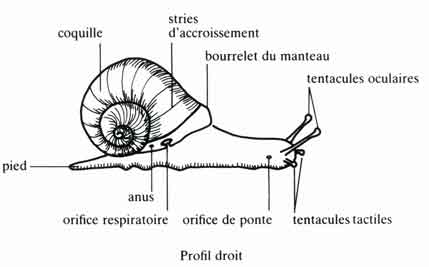 stries
d'accroissement
coquille
bourrelet du manteau
tentacules oculaires
pied
anus
orifice respiratoire
orifice de ponte
tentacules tactiles
Profil droit